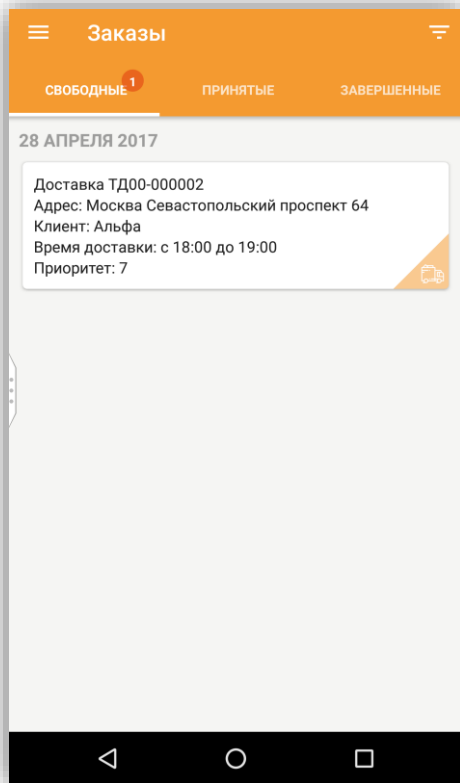 Заказы
СВОБОДНЫЕ 1 ПРИНЯТЫЕ ЗАВЕРШЕННЫЕ
28 АПРЕЛЯ 2017
Доставка ТД00-000002
Адрес: Москва Севастопольский проспект 64
Клиент: Альфа
Время доставки: с 18:00 до 19:00
Приоритет: 7